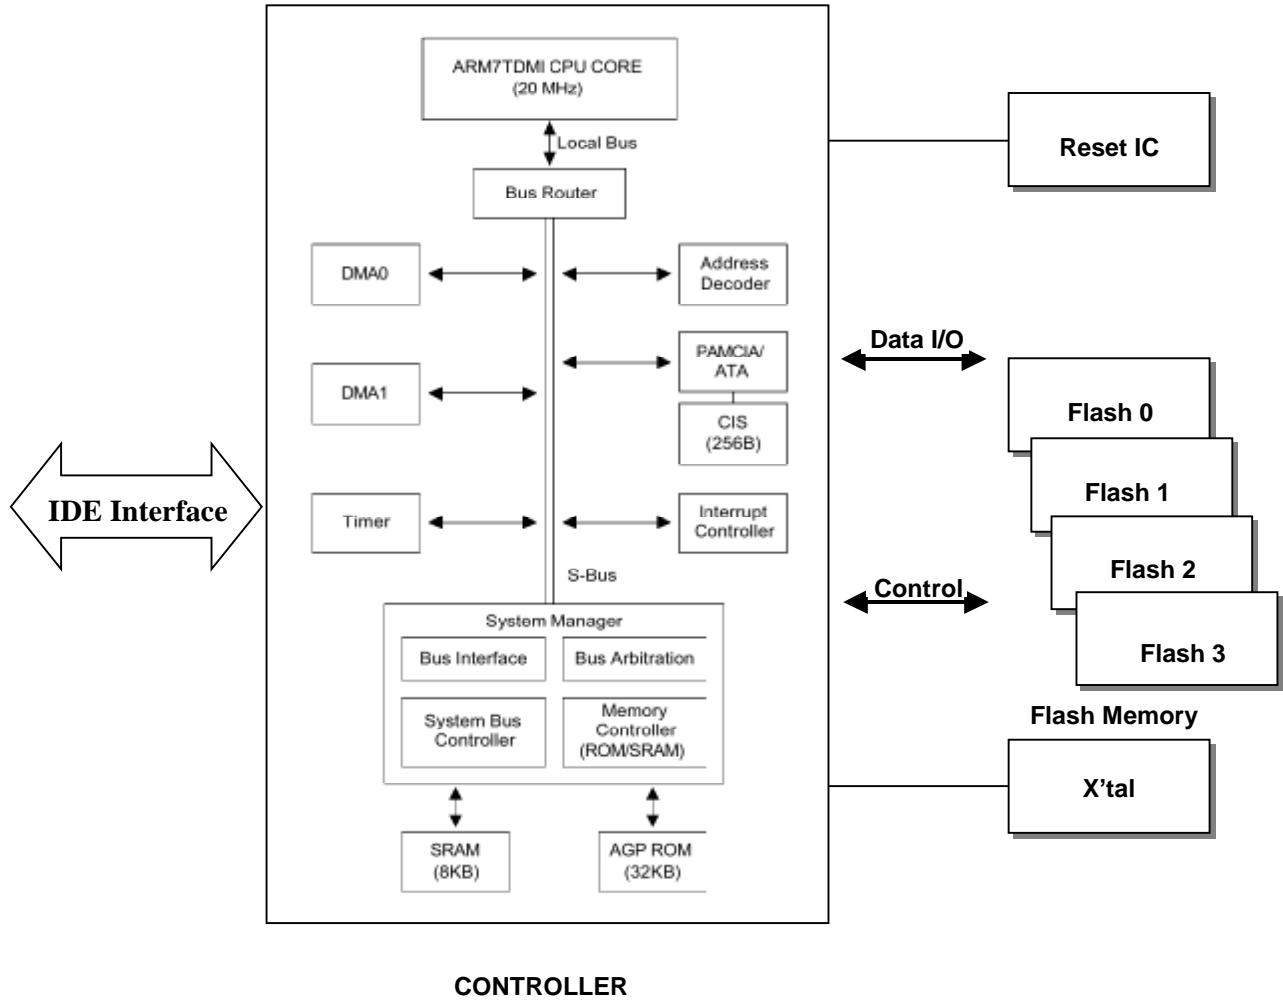 ARM7TDMI CPU CORE
(20 MHz)
Local Bus
Bus Router
DMA0
Address
Decoder
PAMCIA/
ATA
DMA1
CIS
(256B)
Timer
Interrupt
Controller
S-Bus
System Manager
Bus Interface
Bus Arbitration
System Bus
Controller
Memory
Controller
(ROM/SRAM)
SRAM
(8KB)
AGP ROM
(32KB)
IDE Interface
Reset IC
Data I/O
Flash 0
Flash 1
Flash 2
Control
Flash 3
Flash Memory
X’tal
CONTROLLER